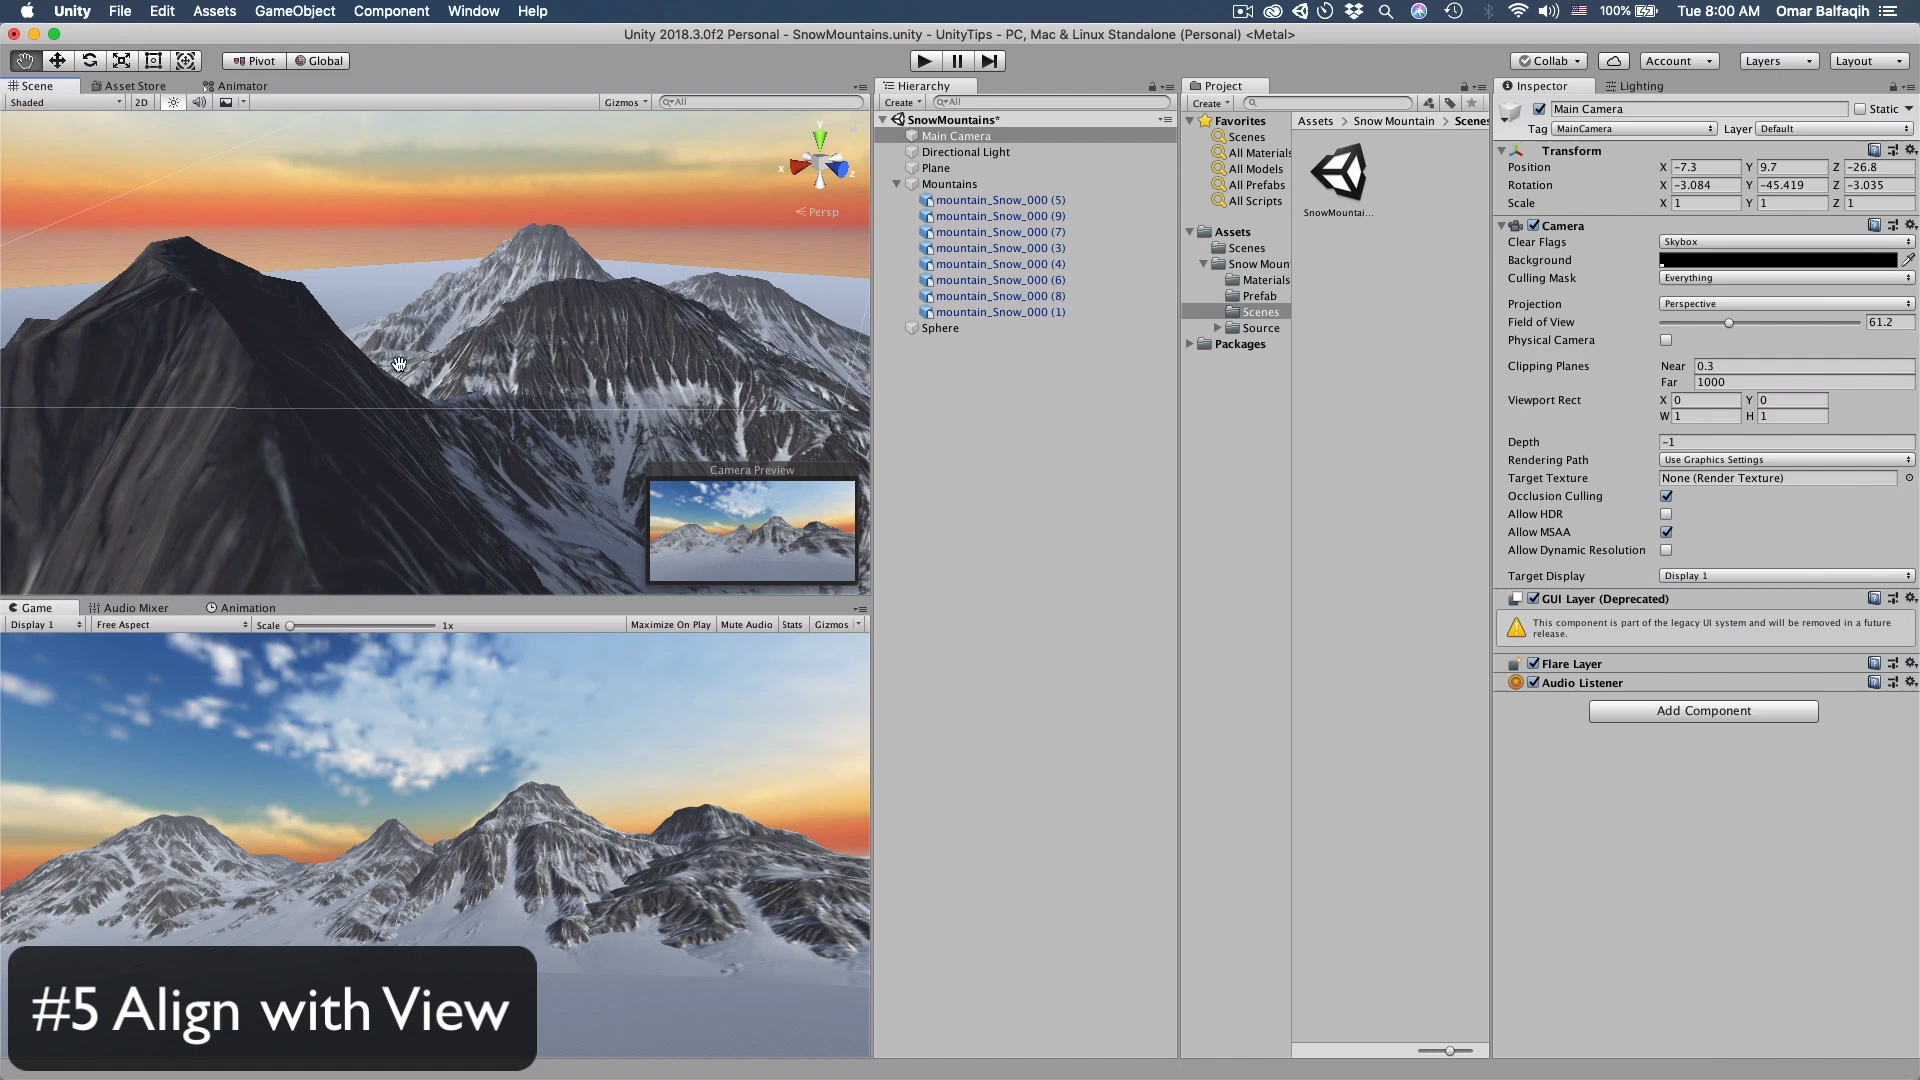 Unity File Edit Assets GameObject Component Window Help 100% Tue 8:00 AM Omar Balfaqih
Unity 2018.3.0f2 Personal - SnowMountains.unity - UnityTips - PC, Mac & Linux Standalone (Personal) <Metal>
Pivot Global Collab Account Layers Layout
Scene Asset Store Animator
Shaded 2D Gizmos All
y
x
z
Persp
Camera Preview
Game Audio Mixer Animation
Display 1 Free Aspect Scale 1x Maximize On Play Mute Audio Stats Gizmos
#5 Align with View
Hierarchy
Create All
SnowMountains*
Main Camera
Directional Light
Plane
Mountains
mountain_Snow_000 (5)
mountain_Snow_000 (9)
mountain_Snow_000 (7)
mountain_Snow_000 (3)
mountain_Snow_000 (4)
mountain_Snow_000 (6)
mountain_Snow_000 (8)
mountain_Snow_000 (1)
Sphere
Project
Create
Favorites
Scenes
All Materials
All Models
All Prefabs
All Scripts
Assets
Scenes
Snow Moun
Materials
Prefab
Scenes
Source
Packages
Assets > Snow Mountain > Scenes
SnowMountai...
Inspector Lighting
Main Camera Static
Tag MainCamera Layer Default
Transform
Position X -7.3 Y 9.7 Z -26.8
Rotation X -3.084 Y -45.419 Z -3.035
Scale X 1 Y 1 Z 1
Camera
Clear Flags Skybox
Background
Culling Mask Everything
Projection Perspective
Field of View 61.2
Physical Camera
Clipping Planes Near 0.3
Far 1000
Viewport Rect X 0 Y 0
W 1 H 1
Depth -1
Rendering Path Use Graphics Settings
Target Texture None (Render Texture)
Occlusion Culling
Allow HDR
Allow MSAA
Allow Dynamic Resolution
Target Display Display 1
GUI Layer (Deprecated)
This component is part of the legacy UI system and will be removed in a future
release.
Flare Layer
Audio Listener
Add Component